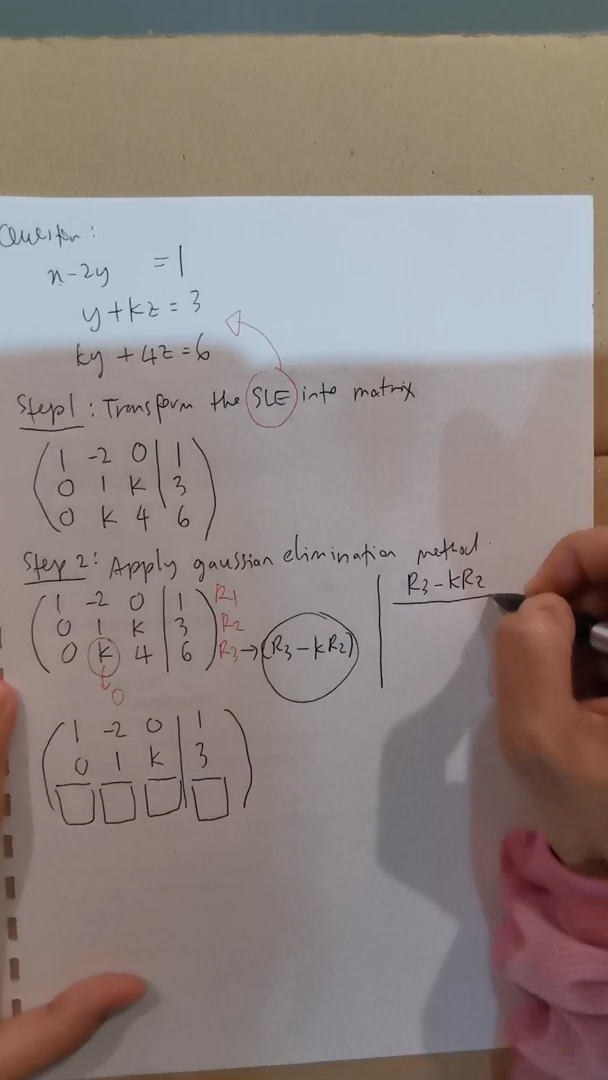 Question:
x-2y =1
y+kz=3
ky+4z=6
Step1: Transform the SLE into matrix
1 -2 0 | 1
0 1 k | 3
0 k 4 | 6
Step 2: Apply gaussian elimination method.
1 -2 0 | 1 R1
0 1 k | 3 R2
0 k 4 | 6 R3→(R3-kR2)
0
R3-kR2
1 -2 0 | 1
0 1 k | 3